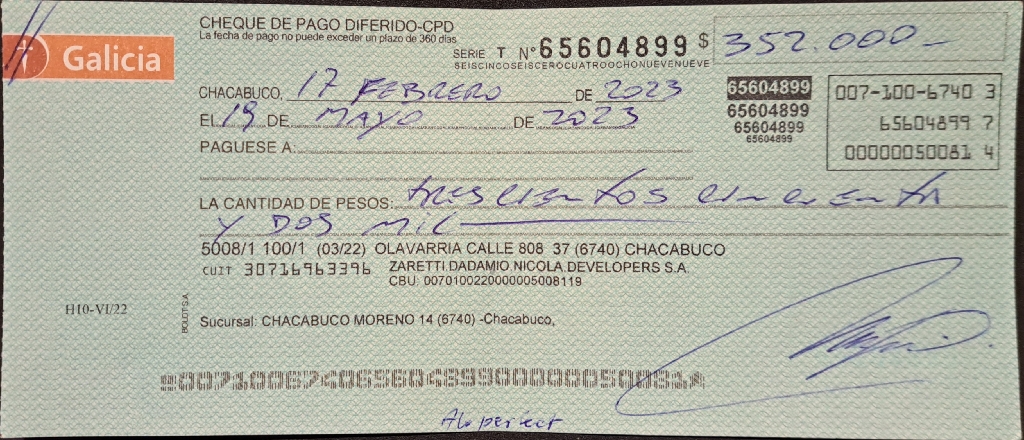 CHEQUE DE PAGO DIFERIDO-CPD
La fecha de pago no puede exceder un plazo de 360 días
Galicia
SERIE T Nº 65604899 $ 352.000_
SEISCINCOSEISCEROCUATROOCHONUEVENUEVE
CHACABUCO, 17 FEBRERO DE 2023
EL 19 DE MAYO DE 2023
PAGUESE A:
65604899
65604899
65604899
65604899
007-100-6740 3
65604899 7
00000050081 4
LA CANTIDAD DE PESOS: trescientos cincuenta
Y DOS mil
5008/1 100/1 (03/22) OLAVARRIA CALLE 808 37 (6740) CHACABUCO
CUIT 30716963396 ZARETTI.DADAMIO.NICOLA.DEVELOPERS S.A.
CBU: 0070100220000005008119
H10-VI/22
BOLDT-S.A.
Sucursal: CHACABUCO MORENO 14 (6740) -Chacabuco,